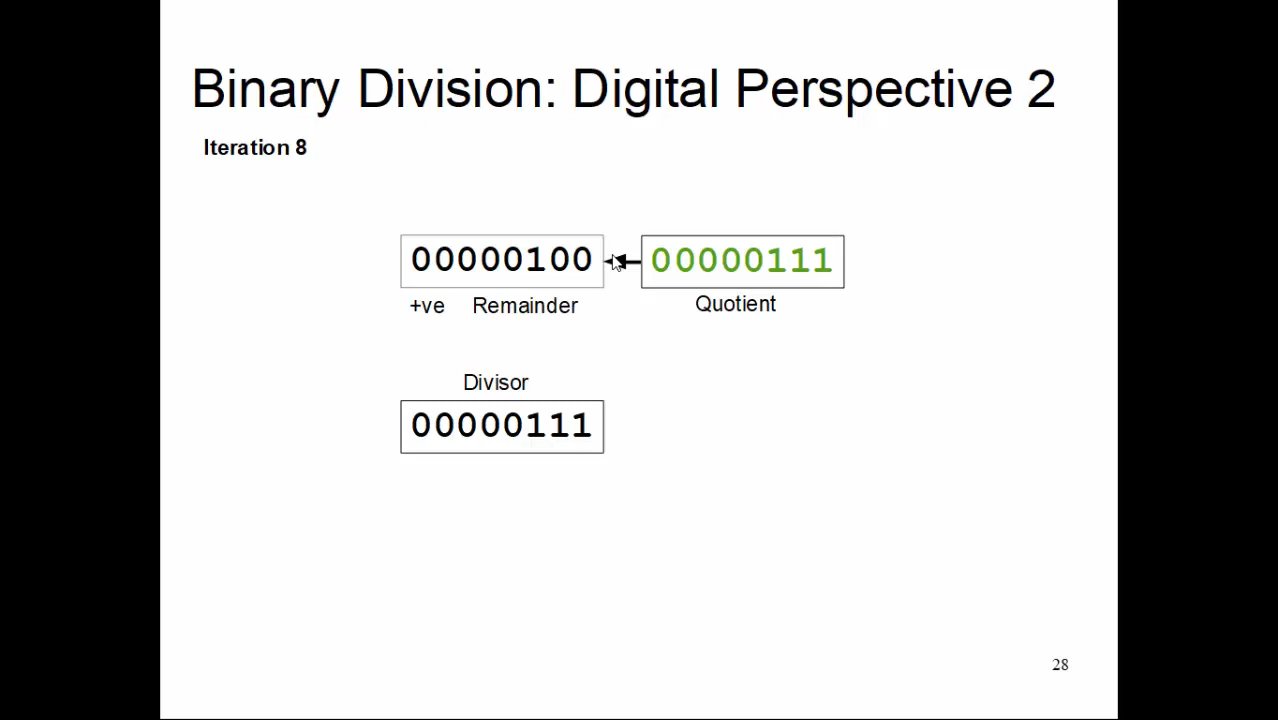 Binary Division: Digital Perspective 2
Iteration 8
00000100 00000111
+ve Remainder Quotient
Divisor
00000111
28